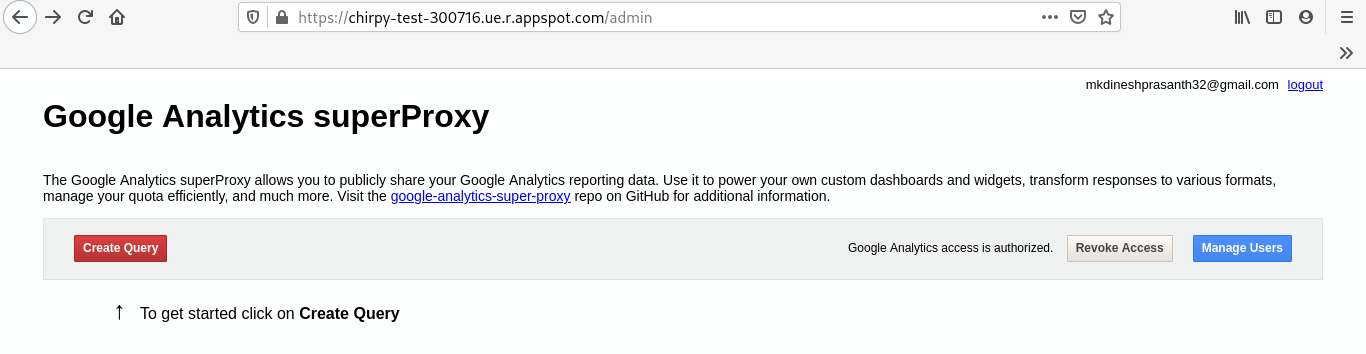 https://chirpy-test-300716.ue.r.appspot.com/admin
mkdineshprasanth32@gmail.com logout
Google Analytics superProxy
The Google Analytics superProxy allows you to publicly share your Google Analytics reporting data. Use it to power your own custom dashboards and widgets, transform responses to various formats,
manage your quota efficiently, and much more. Visit the google-analytics-super-proxy repo on GitHub for additional information.
Create Query Google Analytics access is authorized. Revoke Access Manage Users
↑ To get started click on Create Query